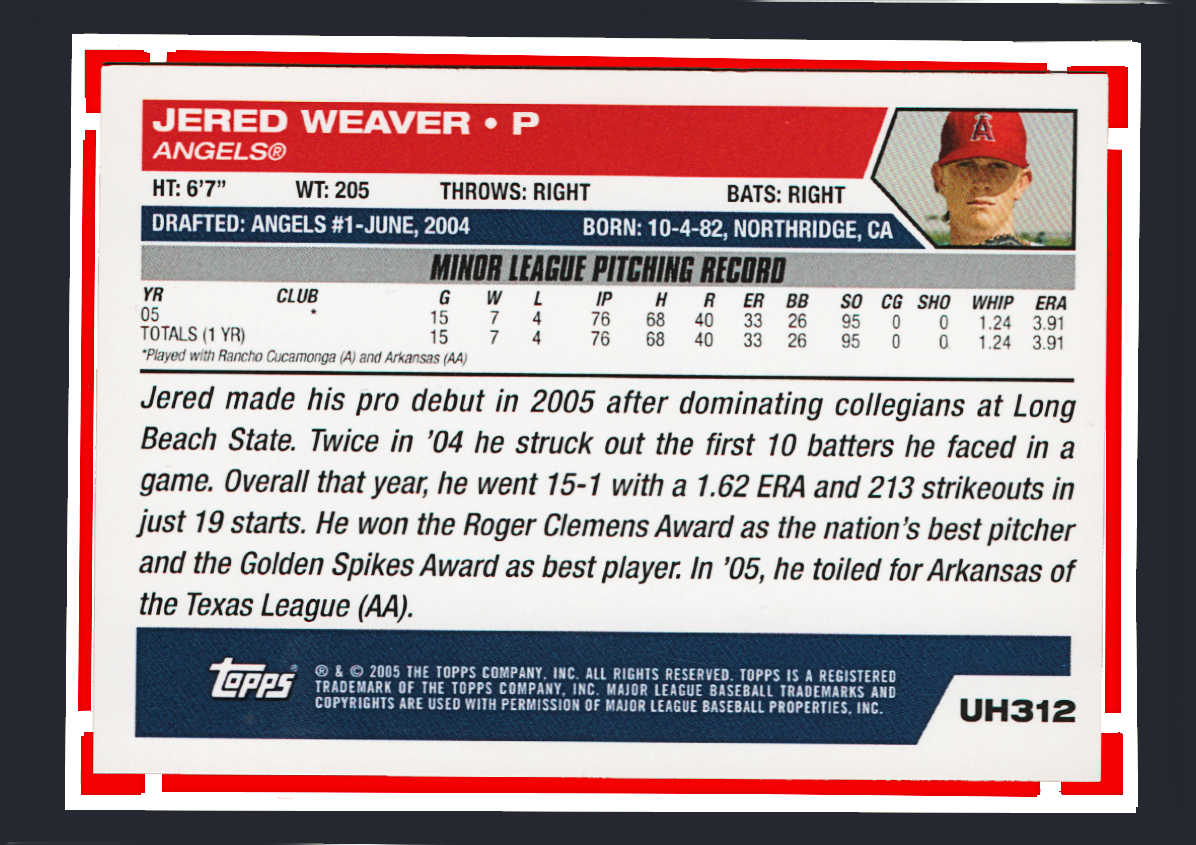 JERED WEAVER • P
ANGELS®
A
HT: 6'7" WT: 205 THROWS: RIGHT BATS: RIGHT
DRAFTED: ANGELS #1-JUNE, 2004 BORN: 10-4-82, NORTHRIDGE, CA
MINOR LEAGUE PITCHING RECORD
YR CLUB G W L IP H R ER BB SO CG SHO WHIP ERA
05 * 15 7 4 76 68 40 33 26 95 0 0 1.24 3.91
TOTALS (1 YR) 15 7 4 76 68 40 33 26 95 0 0 1.24 3.91
*Played with Rancho Cucamonga (A) and Arkansas (AA)
Jered made his pro debut in 2005 after dominating collegians at Long
Beach State. Twice in '04 he struck out the first 10 batters he faced in a
game. Overall that year, he went 15-1 with a 1.62 ERA and 213 strikeouts in
just 19 starts. He won the Roger Clemens Award as the nation's best pitcher
and the Golden Spikes Award as best player. In '05, he toiled for Arkansas of
the Texas League (AA).
Topps®
® & © 2005 THE TOPPS COMPANY, INC. ALL RIGHTS RESERVED. TOPPS IS A REGISTERED
TRADEMARK OF THE TOPPS COMPANY, INC. MAJOR LEAGUE BASEBALL TRADEMARKS AND
COPYRIGHTS ARE USED WITH PERMISSION OF MAJOR LEAGUE BASEBALL PROPERTIES, INC.
UH312